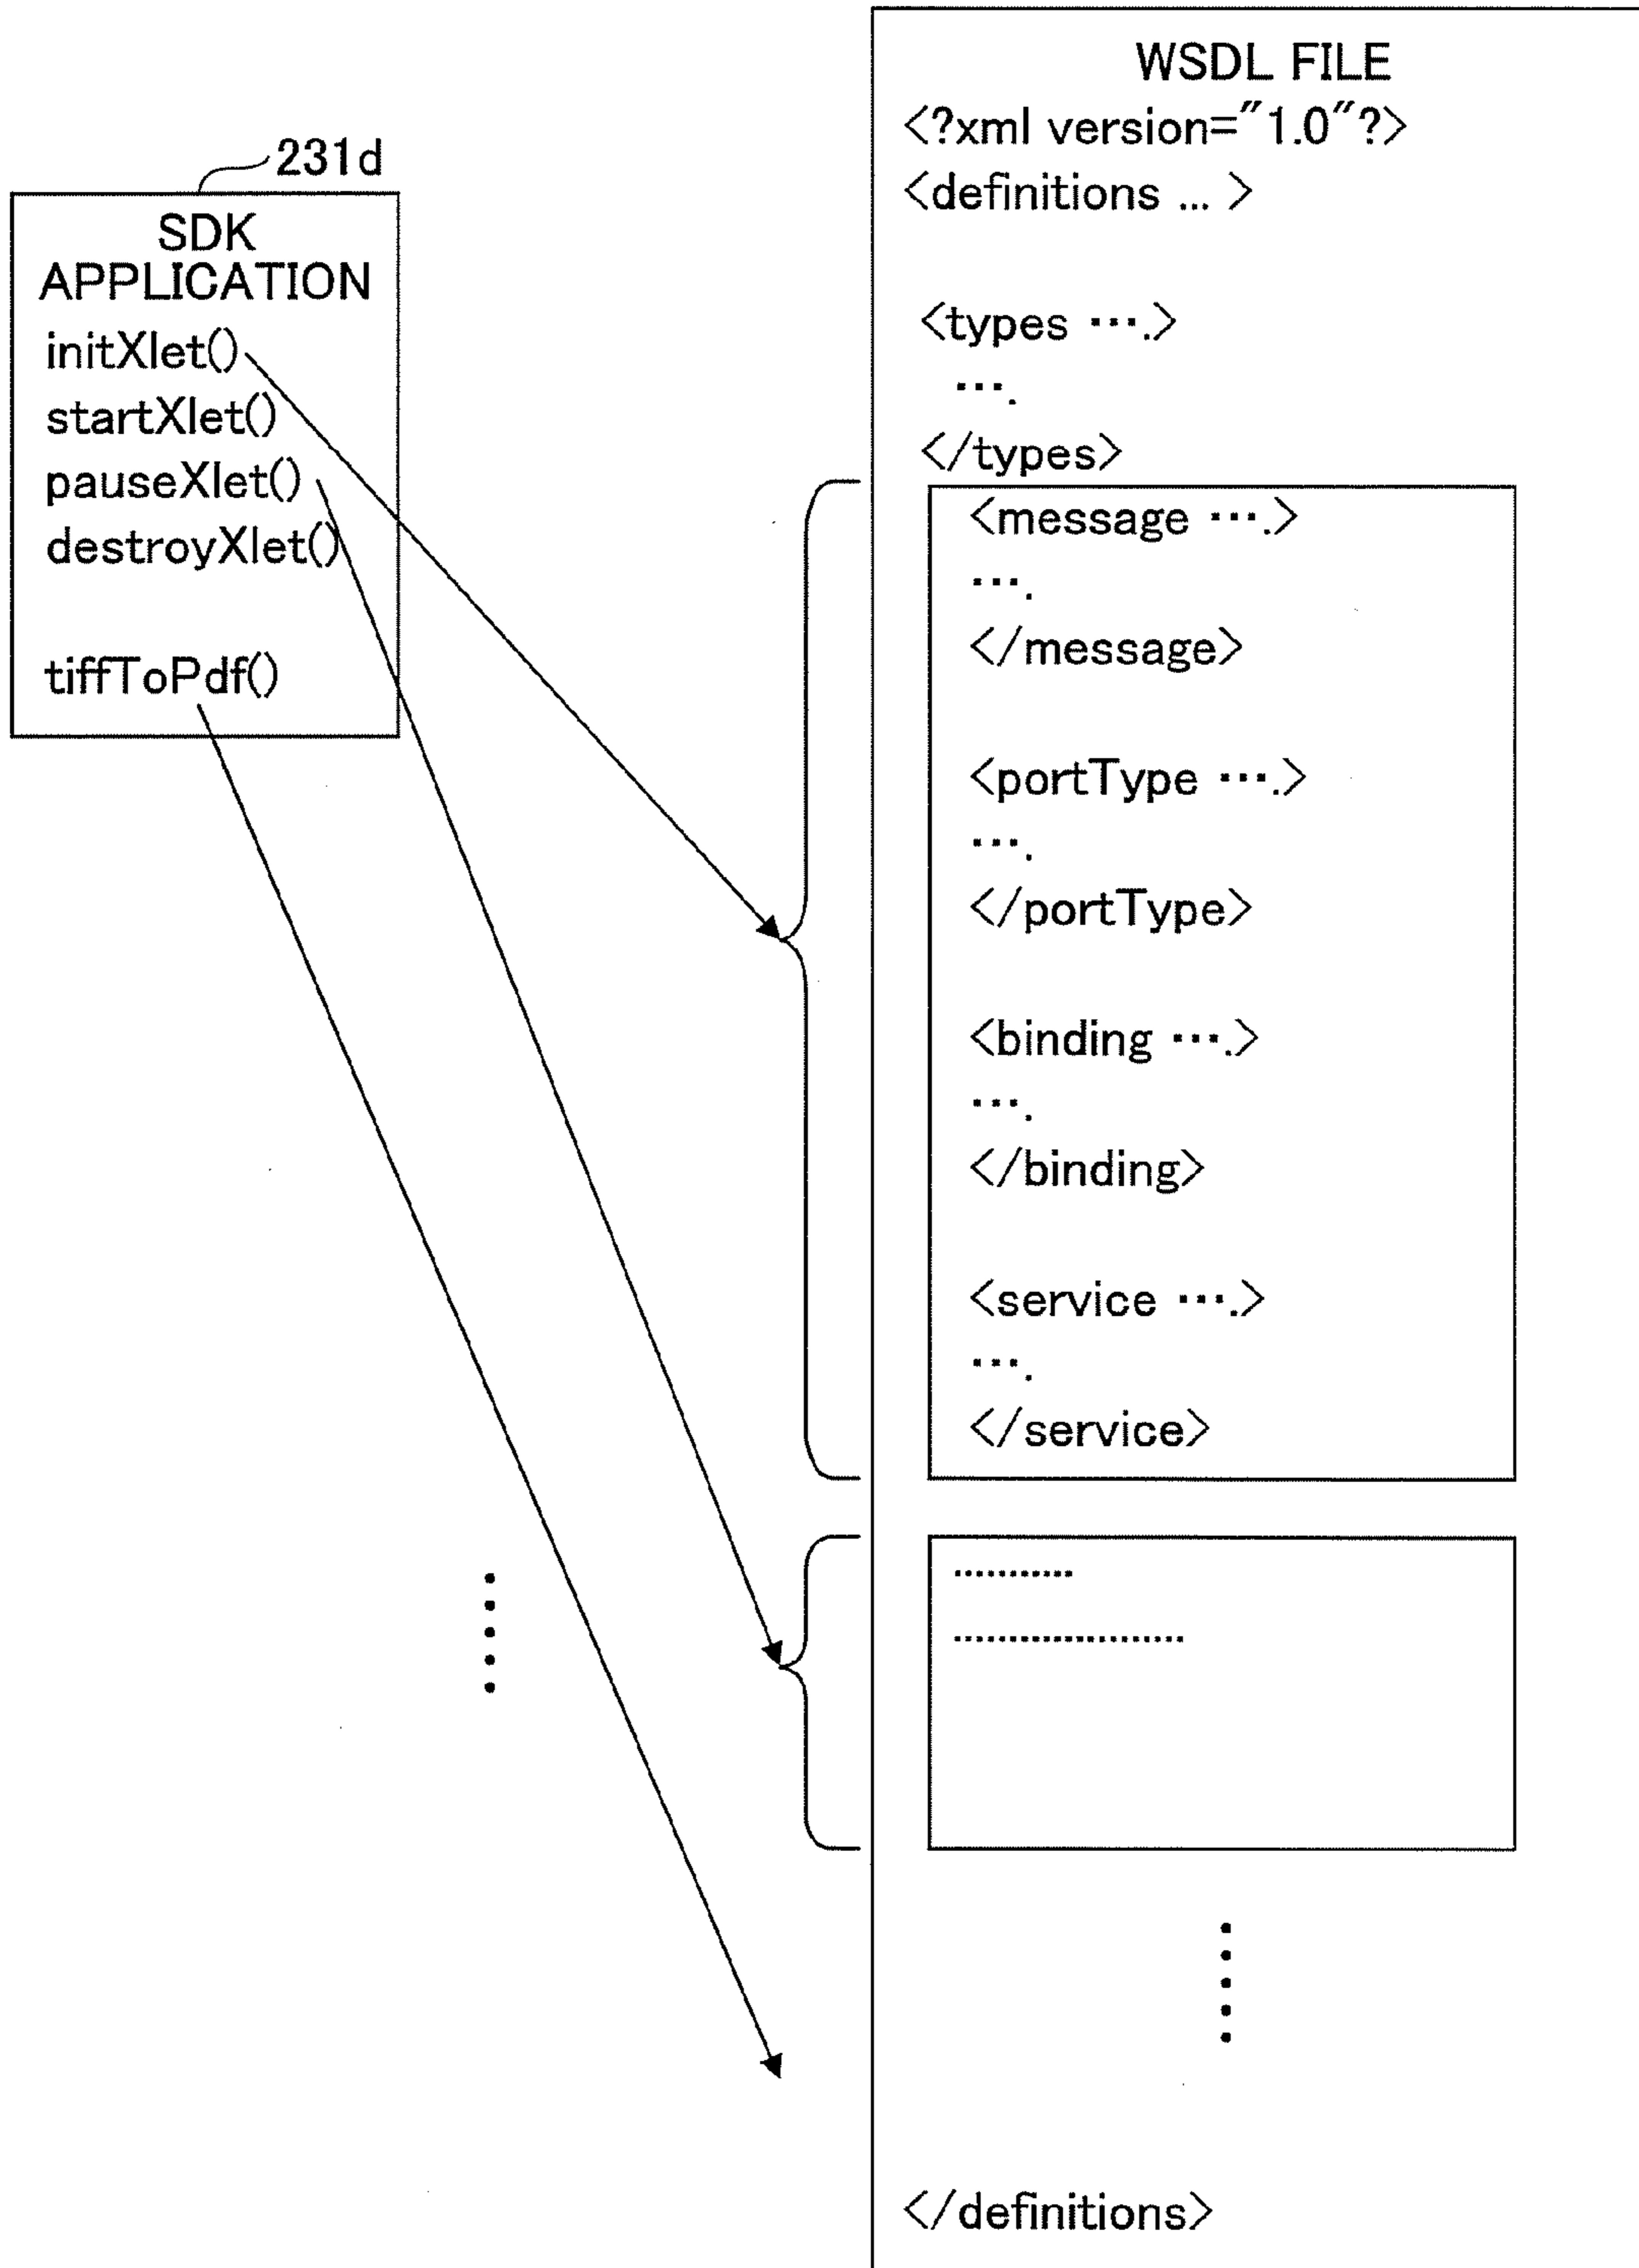 231d
SDK
APPLICATION
initXlet()
startXlet()
pauseXlet()
destroyXlet()
tiffToPdf()
WSDL FILE
<?xml version="1.0"?>
<definitions ... >
<types ….>
….
</types>
<message ….>
….
</message>
<portType ….>
….
</portType>
<binding ….>
….
</binding>
<service ….>
….
</service>
...........
.....................
</definitions>